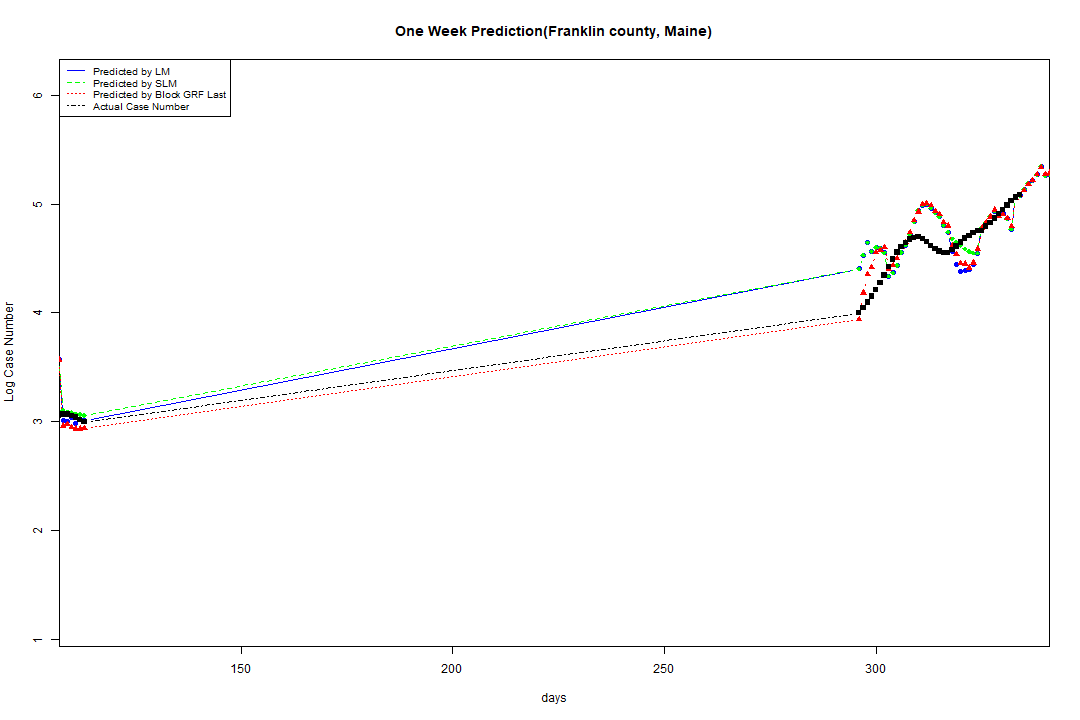 One Week Prediction(Franklin county, Maine)
Predicted by LM
Predicted by SLM
Predicted by Block GRF Last
Actual Case Number
6
5
4
3
2
1
Log Case Number
150
200
250
300
days